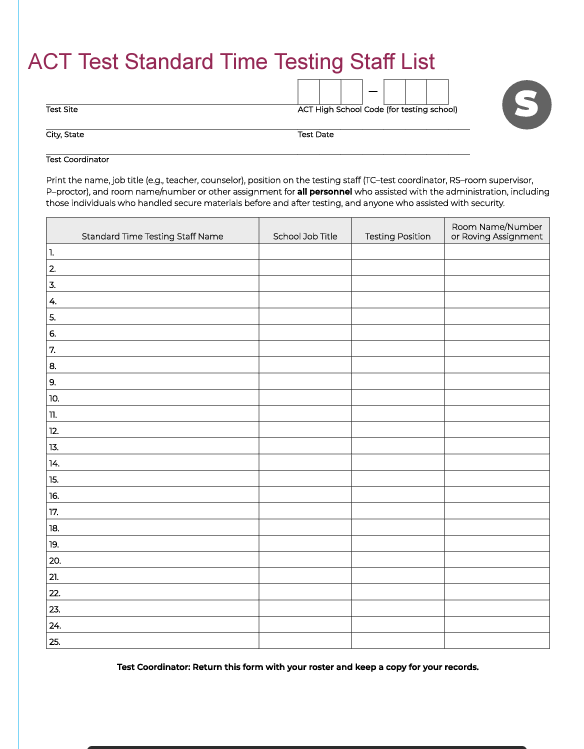 ACT Test Standard Time Testing Staff List
–
S
Test Site
ACT High School Code (for testing school)
City, State
Test Date
Test Coordinator
Print the name, job title (e.g., teacher, counselor), position on the testing staff (TC–test coordinator, RS–room supervisor,
P–proctor), and room name/number or other assignment for all personnel who assisted with the administration, including
those individuals who handled secure materials before and after testing, and anyone who assisted with security.
Standard Time Testing Staff Name
School Job Title
Testing Position
Room Name/Number
or Roving Assignment
1.
2.
3.
4.
5.
6.
7.
8.
9.
10.
11.
12.
13.
14.
15.
16.
17.
18.
19.
20.
21.
22.
23.
24.
25.
Test Coordinator: Return this form with your roster and keep a copy for your records.